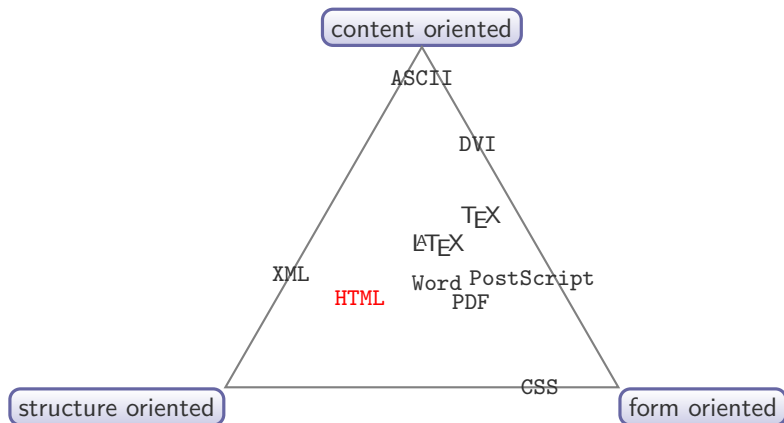 content oriented
ASCII
DVI
TEX
LATEX
XML
Word PostScript
HTML
PDF
CSS
structure oriented
form oriented